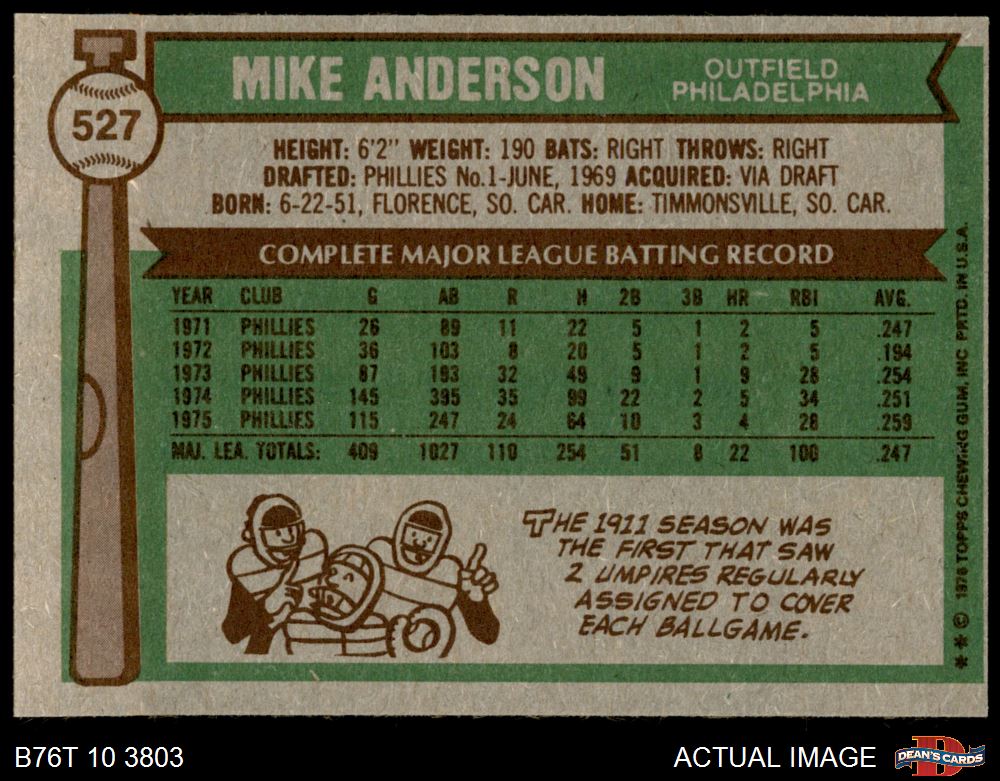 T
527
MIKE ANDERSON
OUTFIELD
PHILADELPHIA
HEIGHT: 6'2" WEIGHT: 190 BATS: RIGHT THROWS: RIGHT
DRAFTED: PHILLIES No.1-JUNE, 1969 ACQUIRED: VIA DRAFT
BORN: 6-22-51, FLORENCE, SO. CAR. HOME: TIMMONSVILLE, SO. CAR.
COMPLETE MAJOR LEAGUE BATTING RECORD
YEAR CLUB G AB R H 2B 3B HR RBI AVG.
1971 PHILLIES 26 89 11 22 5 1 2 5 .247
1972 PHILLIES 36 103 8 20 5 1 2 5 .194
1973 PHILLIES 87 193 32 49 9 1 9 28 .254
1974 PHILLIES 145 395 35 99 22 2 5 34 .251
1975 PHILLIES 115 247 24 64 10 3 4 28 .259
MAJ. LEA. TOTALS: 409 1027 110 254 51 8 22 100 .247
THE 1911 SEASON WAS
THE FIRST THAT SAW
2 UMPIRES REGULARLY
ASSIGNED TO COVER
EACH BALLGAME.
* * © 1976 TOPPS CHEWING GUM, INC PRTD. IN U.S.A.
B76T 10 3803
ACTUAL IMAGE
D
DEAN'S CARDS